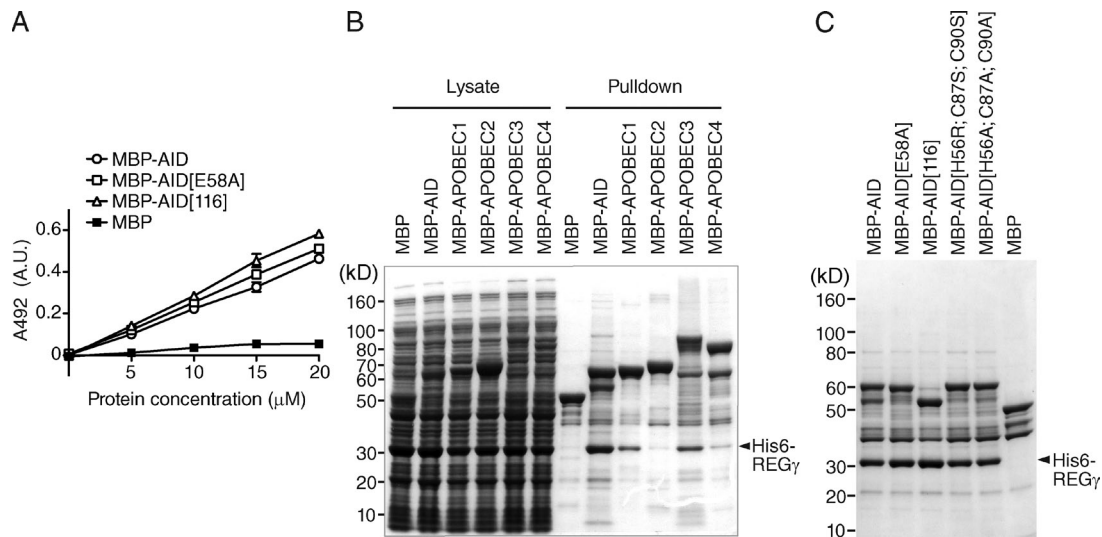 A
MBP-AID
MBP-AID[E58A]
MBP-AID[116]
MBP
0.6
0.4
0.2
0
A492 (A.U.)
5
10
15
20
Protein concentration (μM)
B
Lysate
Pulldown
MBP
MBP-AID
MBP-APOBEC1
MBP-APOBEC2
MBP-APOBEC3
MBP-APOBEC4
MBP
MBP-AID
MBP-APOBEC1
MBP-APOBEC2
MBP-APOBEC3
MBP-APOBEC4
(kD)
160
100
80
70
60
50
30
20
10
His6-
REGγ
C
MBP-AID
MBP-AID[E58A]
MBP-AID[116]
MBP-AID[H56R; C87S; C90S]
MBP-AID[H56A; C87A; C90A]
MBP
(kD)
160
100
80
60
50
40
30
20
10
His6-
REGγ